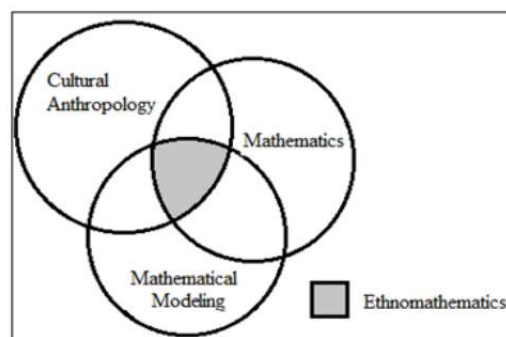 Cultural
Anthropology
Mathematics
Mathematical
Modeling
Ethnomathematics